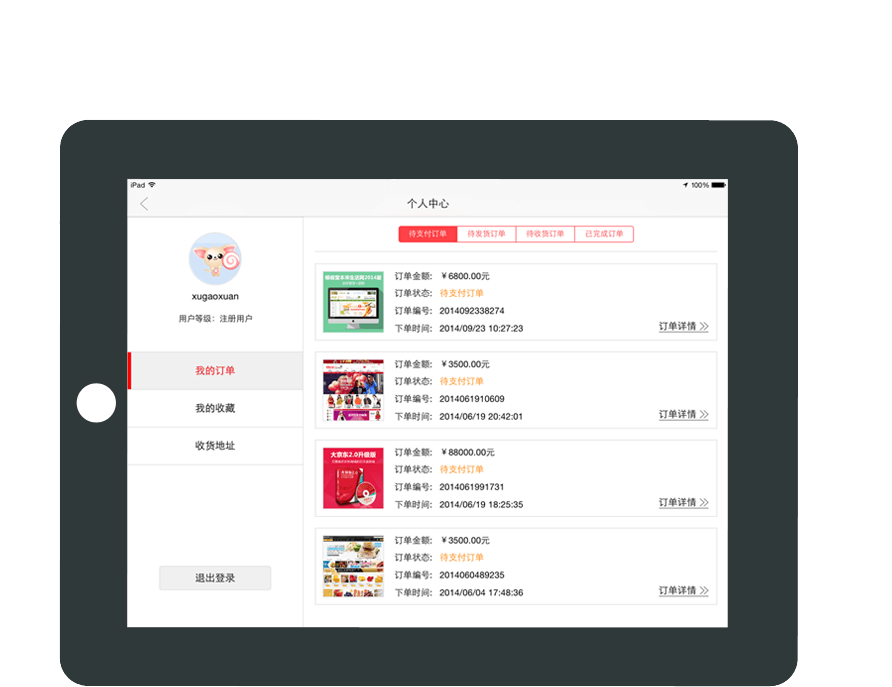 iPad
100%
个人中心
待支付订单 待发货订单 待收货订单 已完成订单
xugaoxuan
用户等级：注册用户
我的订单
我的收藏
收货地址
退出登录
订单金额: ￥6800.00元
订单状态: 待支付订单
订单编号: 2014092338274
下单时间: 2014/09/23 10:27:23
订单详情
订单金额: ￥3500.00元
订单状态: 待支付订单
订单编号: 2014061910609
下单时间: 2014/06/19 20:42:01
订单详情
大京东2.0升级版
订单金额: ￥88000.00元
订单状态: 待支付订单
订单编号: 2014061991731
下单时间: 2014/06/19 18:25:35
订单详情
订单金额: ￥3500.00元
订单状态: 待支付订单
订单编号: 2014060489235
下单时间: 2014/06/04 17:48:36
订单详情